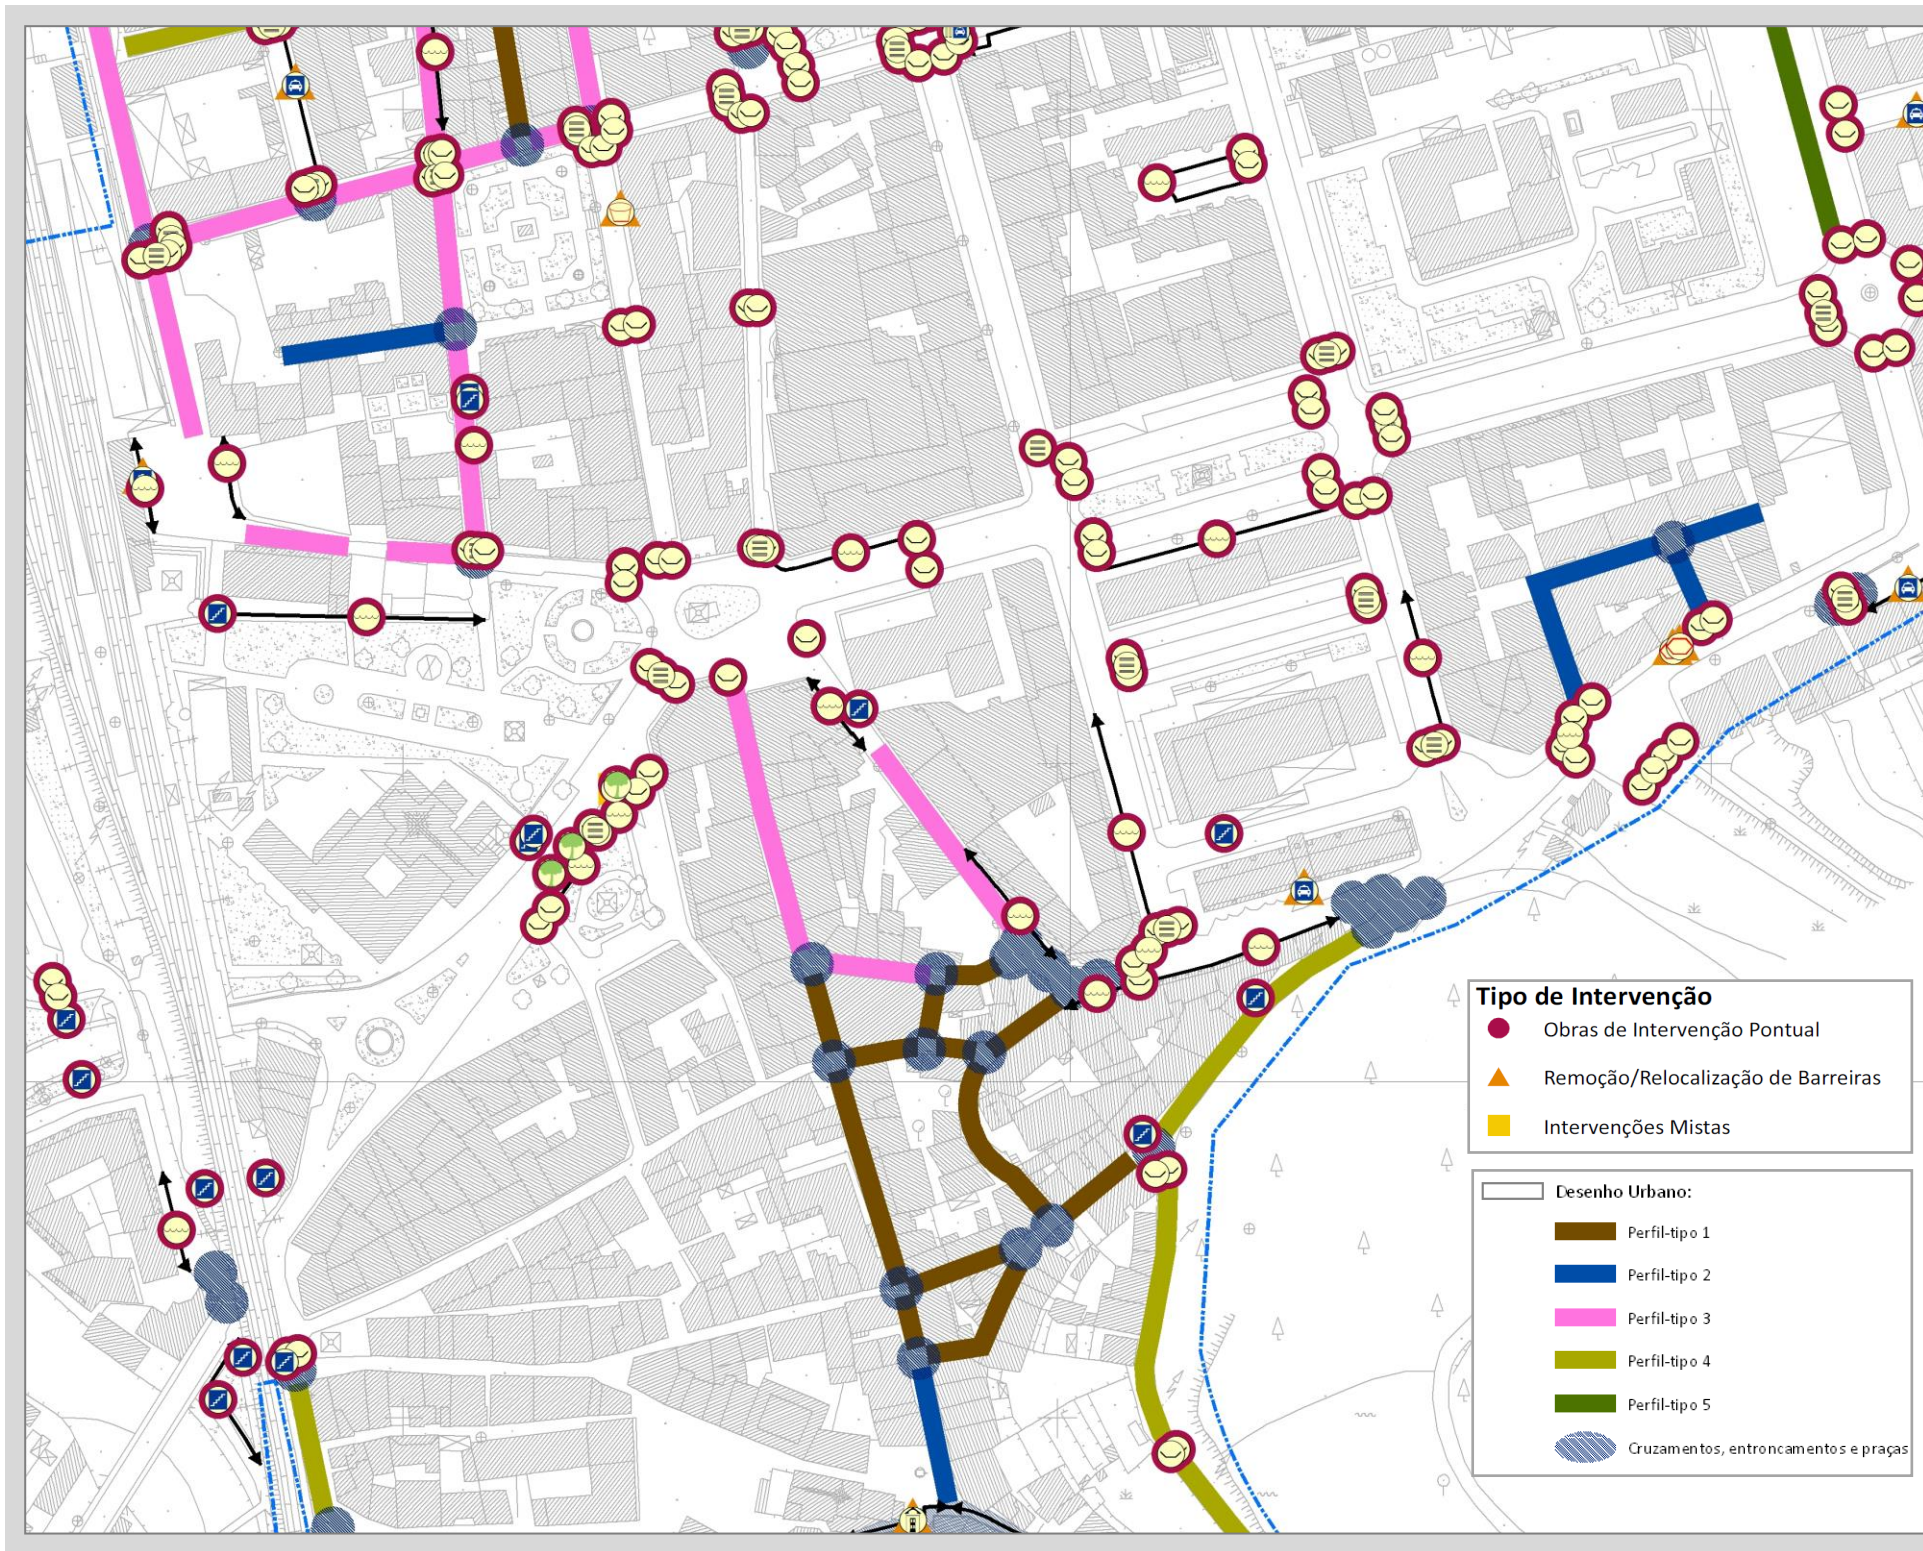 Tipo de Intervenção
Obras de Intervenção Pontual
Remoção/Relocalização de Barreiras
Intervenções Mistas
Desenho Urbano:
Perfil-tipo 1
Perfil-tipo 2
Perfil-tipo 3
Perfil-tipo 4
Perfil-tipo 5
Cruzamentos, entroncamentos e praças